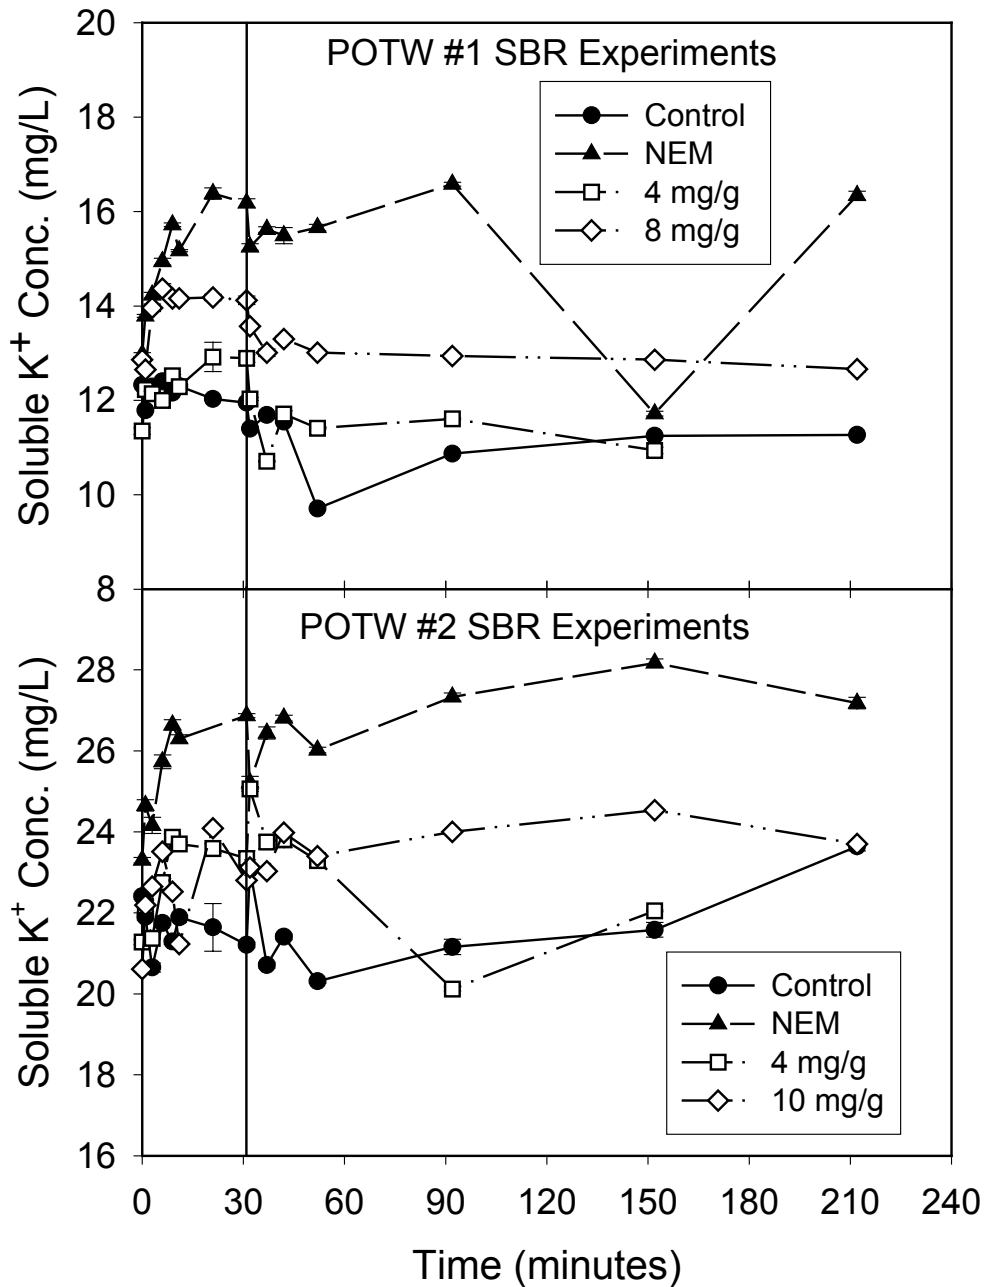 POTW #1 SBR Experiments
Control
NEM
4 mg/g
8 mg/g
Soluble K+ Conc. (mg/L)
20
18
16
14
12
10
8
POTW #2 SBR Experiments
Control
NEM
4 mg/g
10 mg/g
Soluble K+ Conc. (mg/L)
28
26
24
22
20
18
16
0 30 60 90 120 150 180 210 240
Time (minutes)